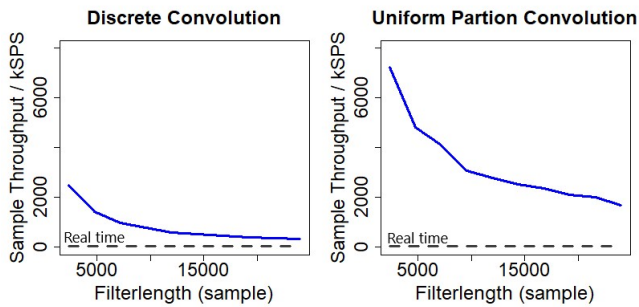 Discrete Convolution
Sample Throughput / kSPS
6000
2000
0
Real time
5000
15000
Filterlength (sample)
Uniform Partion Convolution
Sample Throughput / kSPS
6000
2000
0
Real time
5000
15000
Filterlength (sample)